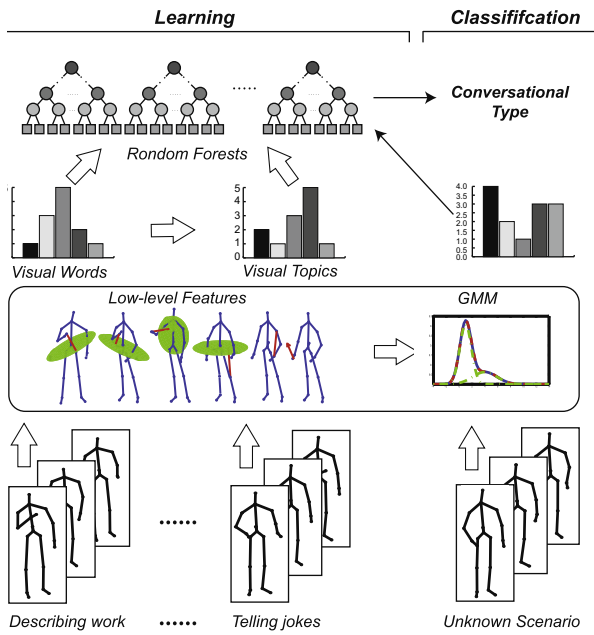 Learning
Classififcation
......
Conversational
Type
Rondom Forests
5
4
3
2
1
0
4.0
3.5
3.0
2.5
2.0
1.5
1.0
0.5
0.0
Visual Words
Visual Topics
Low-level Features
GMM
......
Describing work
......
Telling jokes
Unknown Scenario